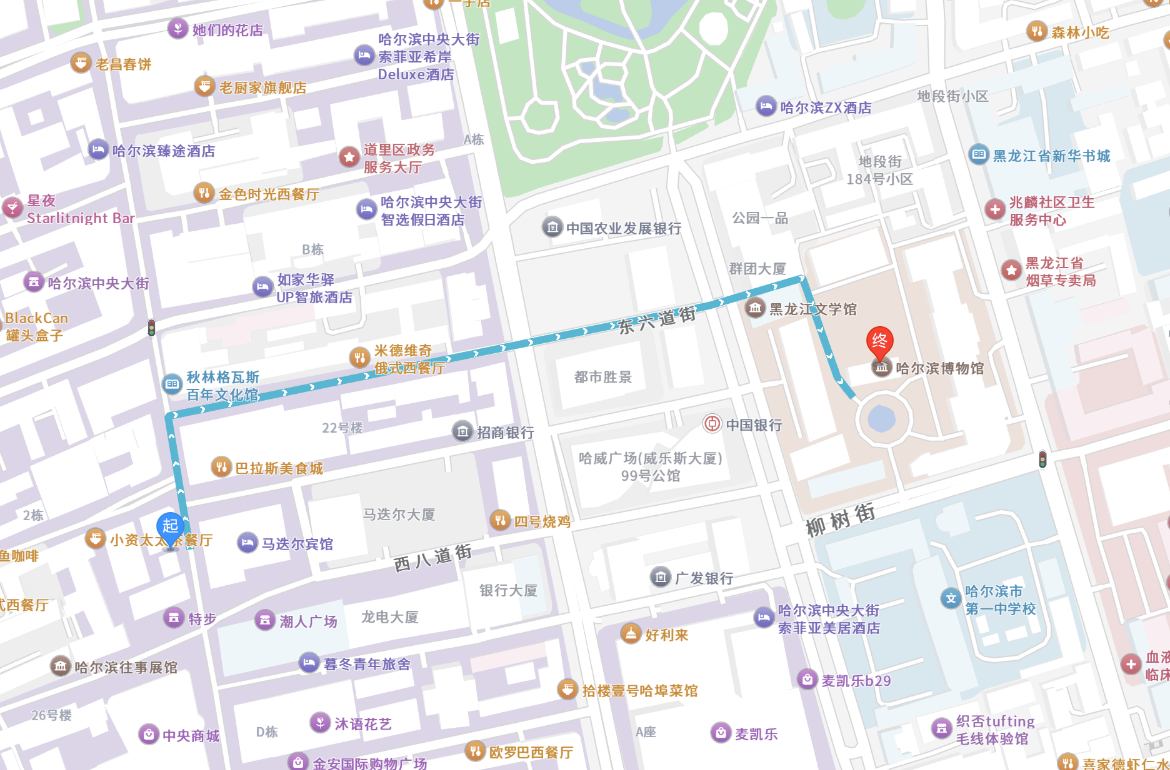 一手店
她们的花店
哈尔滨中央大街
索菲亚希岸
Deluxe酒店
森林小吃
老昌春饼
老厨家旗舰店
哈尔滨ZX酒店
地段街小区
A栋
哈尔滨臻途酒店
道里区政务
服务大厅
黑龙江省新华书城
地段街
184号小区
金色时光西餐厅
星夜
Starlitnight Bar
哈尔滨中央大街
智选假日酒店
兆麟社区卫生
服务中心
公园一品
中国农业发展银行
B栋
群团大厦
黑龙江省
烟草专卖局
哈尔滨中央大街
如家华驿
UP智旅酒店
BlackCan
罐头盒子
黑龙江文学馆
东六道街
终
米德维奇
俄式西餐厅
哈尔滨博物馆
秋林格瓦斯
百年文化馆
都市胜景
22号楼
招商银行
中国银行
巴拉斯美食城
哈威广场(威乐斯大厦)
99号公馆
2栋
马迭尔大厦
四号烧鸡
柳树街
起
小资太太茶餐厅
马迭尔宾馆
鱼咖啡
西八道街
广发银行
银行大厦
哈尔滨市
第一中学校
式西餐厅
特步
潮人广场
龙电大厦
哈尔滨中央大街
索菲亚美居酒店
好利来
哈尔滨往事展馆
暮冬青年旅舍
血液
临床
麦凯乐b29
拾楼壹号哈埠菜馆
26号楼
中央商城
D栋
沐语花艺
A座
麦凯乐
织否tufting
毛线体验馆
欧罗巴西餐厅
金安国际购物广场
喜家德虾仁水